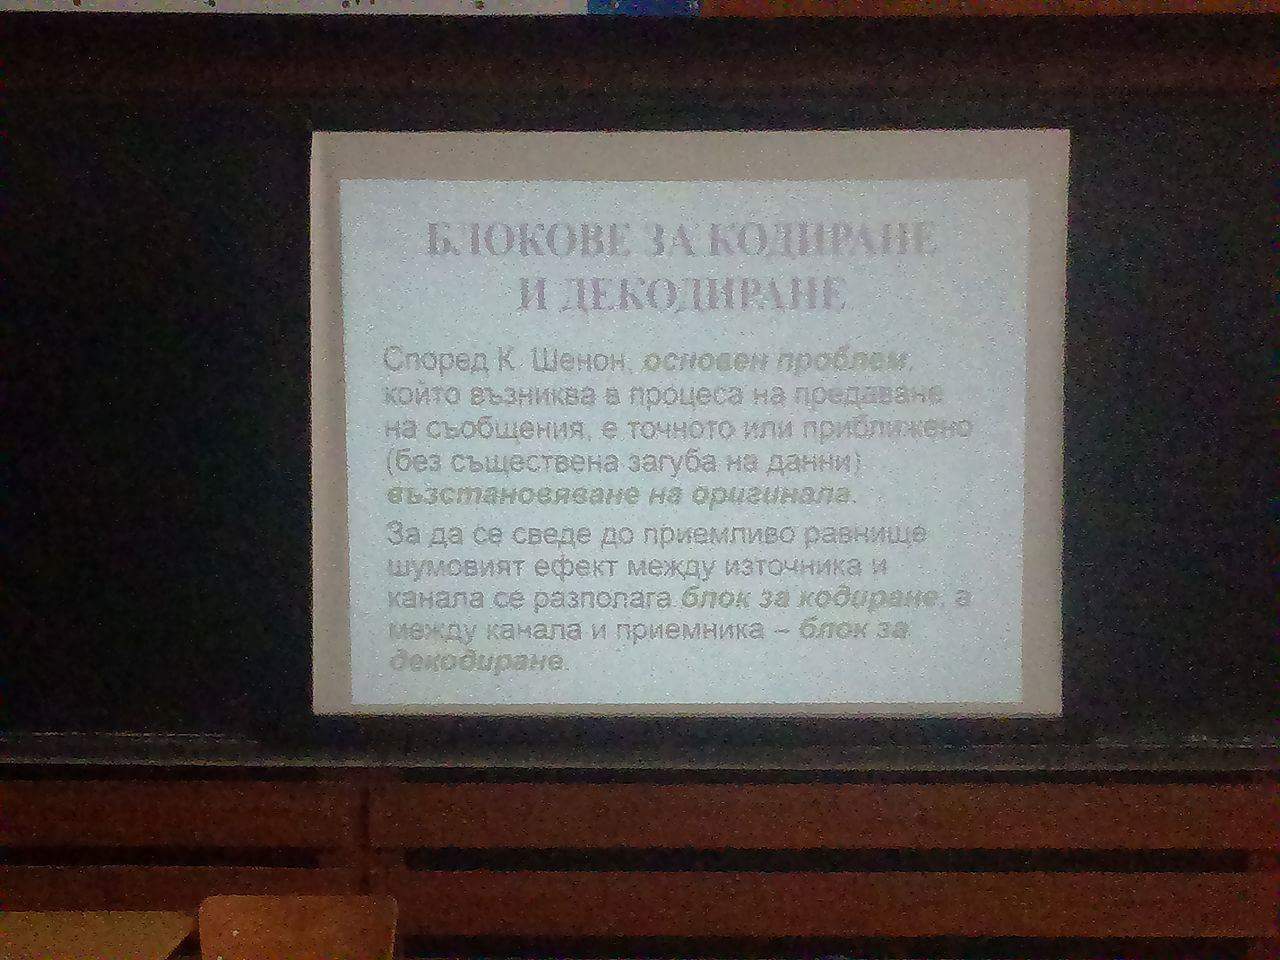 БЛОКОВЕ ЗА КОДИРАНЕ
И ДЕКОДИРАНЕ
Според К. Шенон, основен проблем,
който възниква в процеса на предаване
на съобщения, е точното или приближено
(без съществена загуба на данни)
възстановяване на оригинала.
За да се сведе до приемливо равнище
шумовият ефект между източника и
канала се разполага блок за кодиране, а
между канала и приемника – блок за
декодиране.